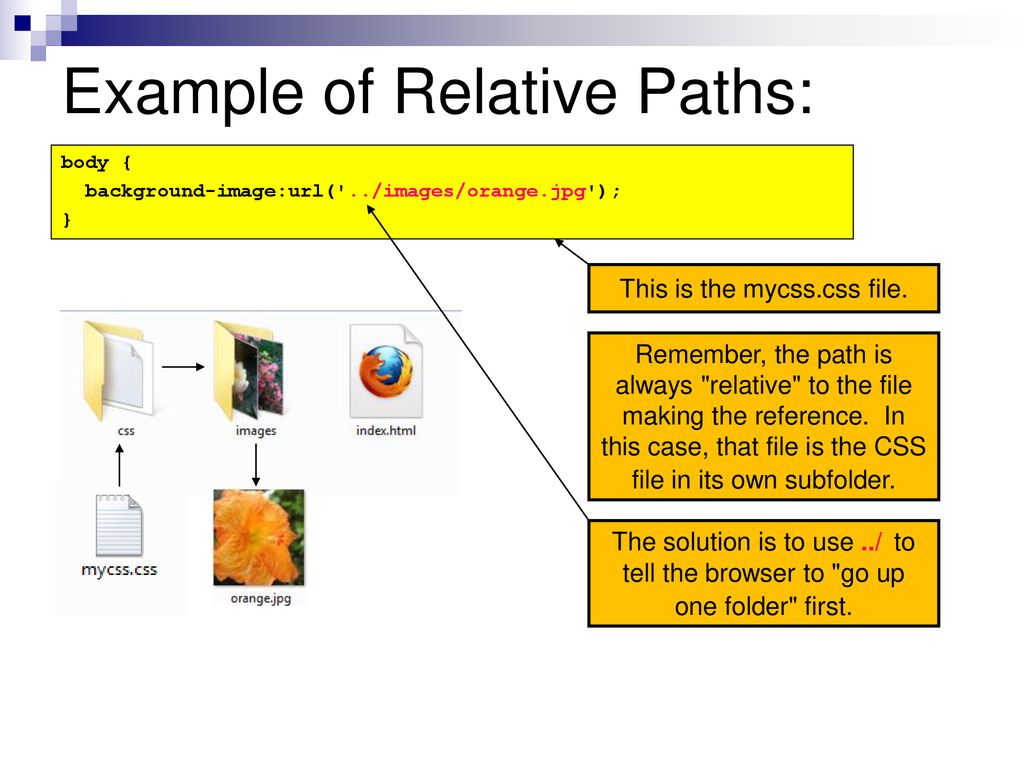 Example of Relative Paths:
body {
background-image:url('../images/orange.jpg');
}
This is the mycss.css file.
Remember, the path is
always "relative" to the file
making the reference. In
this case, that file is the CSS
file in its own subfolder.
The solution is to use ../ to
tell the browser to "go up
one folder" first.
css
images
index.html
mycss.css
orange.jpg